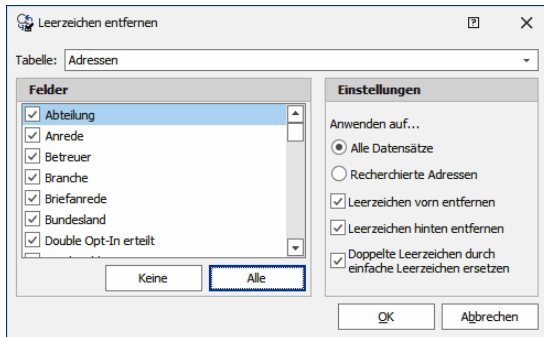 Leerzeichen entfernen
Tabelle: Adressen
Felder
Abteilung
Anrede
Betreuer
Branche
Briefanrede
Bundesland
Double Opt-In erteilt
Keine
Alle
Einstellungen
Anwenden auf...
Alle Datensätze
Recherchierte Adressen
Leerzeichen vorn entfernen
Leerzeichen hinten entfernen
Doppelte Leerzeichen durch
einfache Leerzeichen ersetzen
OK
Abbrechen